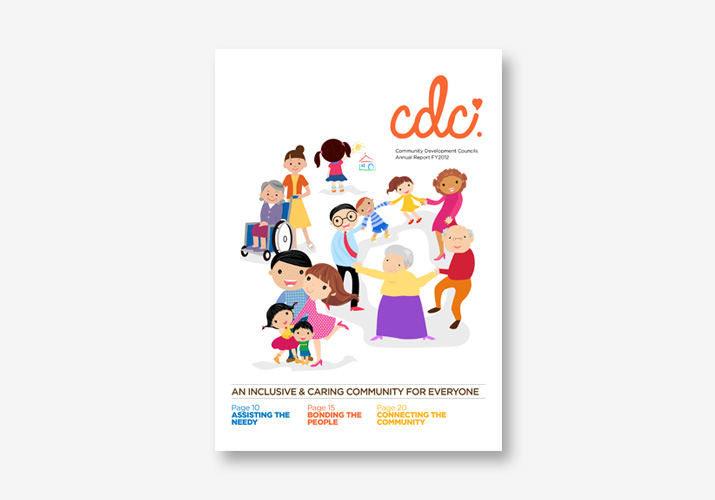 cdc.
Community Development Councils
Annual Report FY2012
AN INCLUSIVE & CARING COMMUNITY FOR EVERYONE
Page 10
ASSISTING THE
NEEDY
Page 15
BONDING THE
PEOPLE
Page 20
CONNECTING THE
COMMUNITY